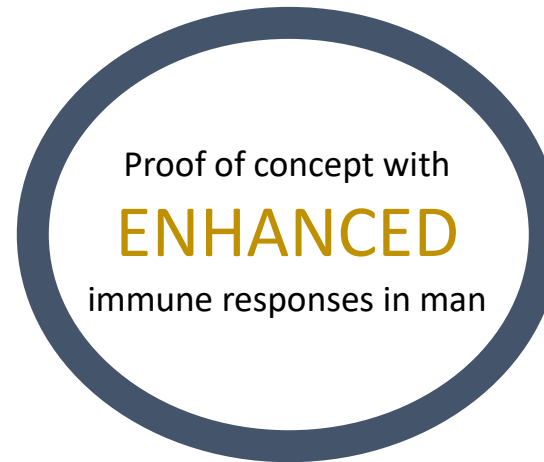 Proof of concept with
ENHANCED
immune responses in man